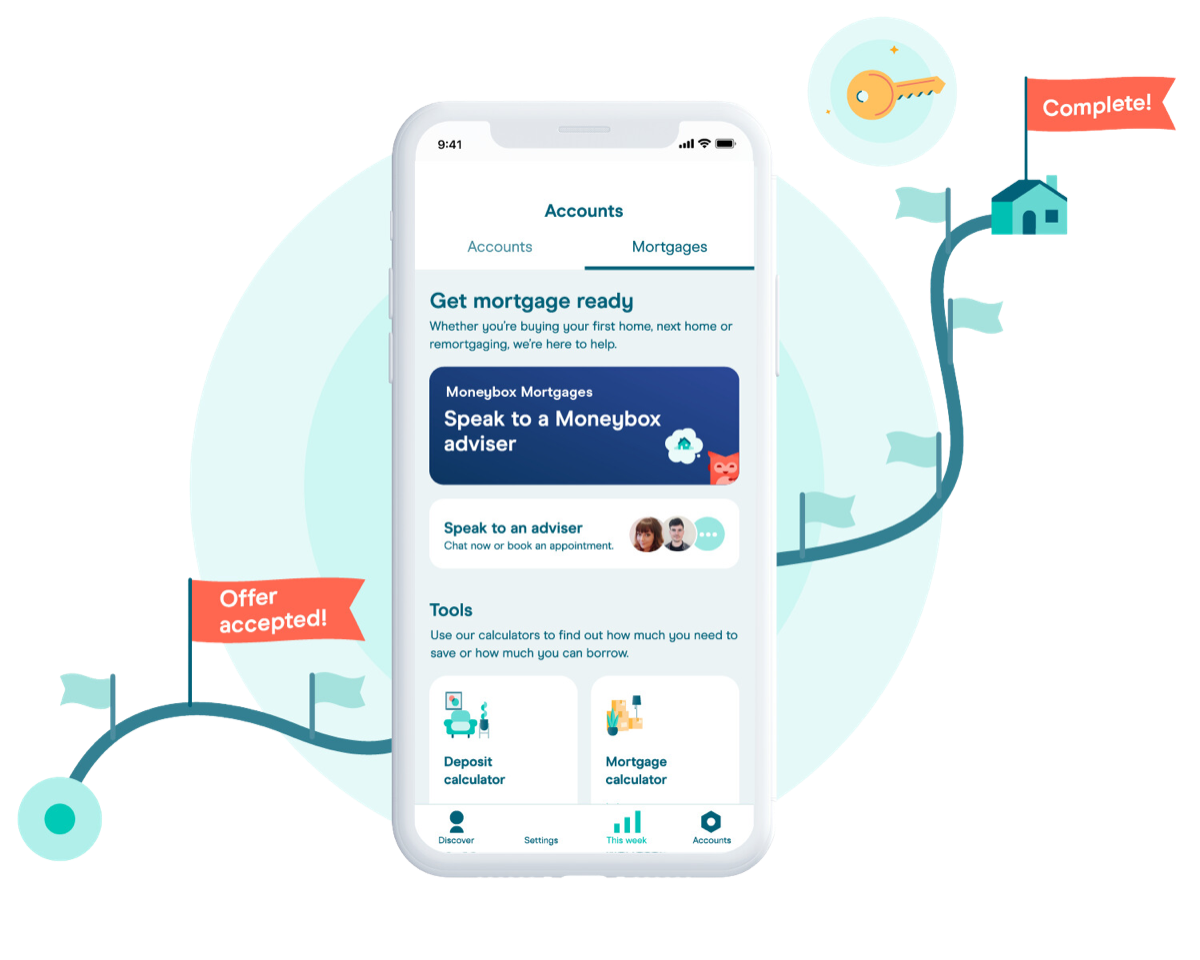 Complete!
9:41
Accounts
Accounts Mortgages
Get mortgage ready
Whether you're buying your first home, next home or
remortgaging, we're here to help.
Moneybox Mortgages
Speak to a Moneybox
adviser
Speak to an adviser
Chat now or book an appointment.
Offer
accepted!
Tools
Use our calculators to find out how much you need to
save or how much you can borrow.
Deposit
calculator
Mortgage
calculator
Discover Settings This week Accounts